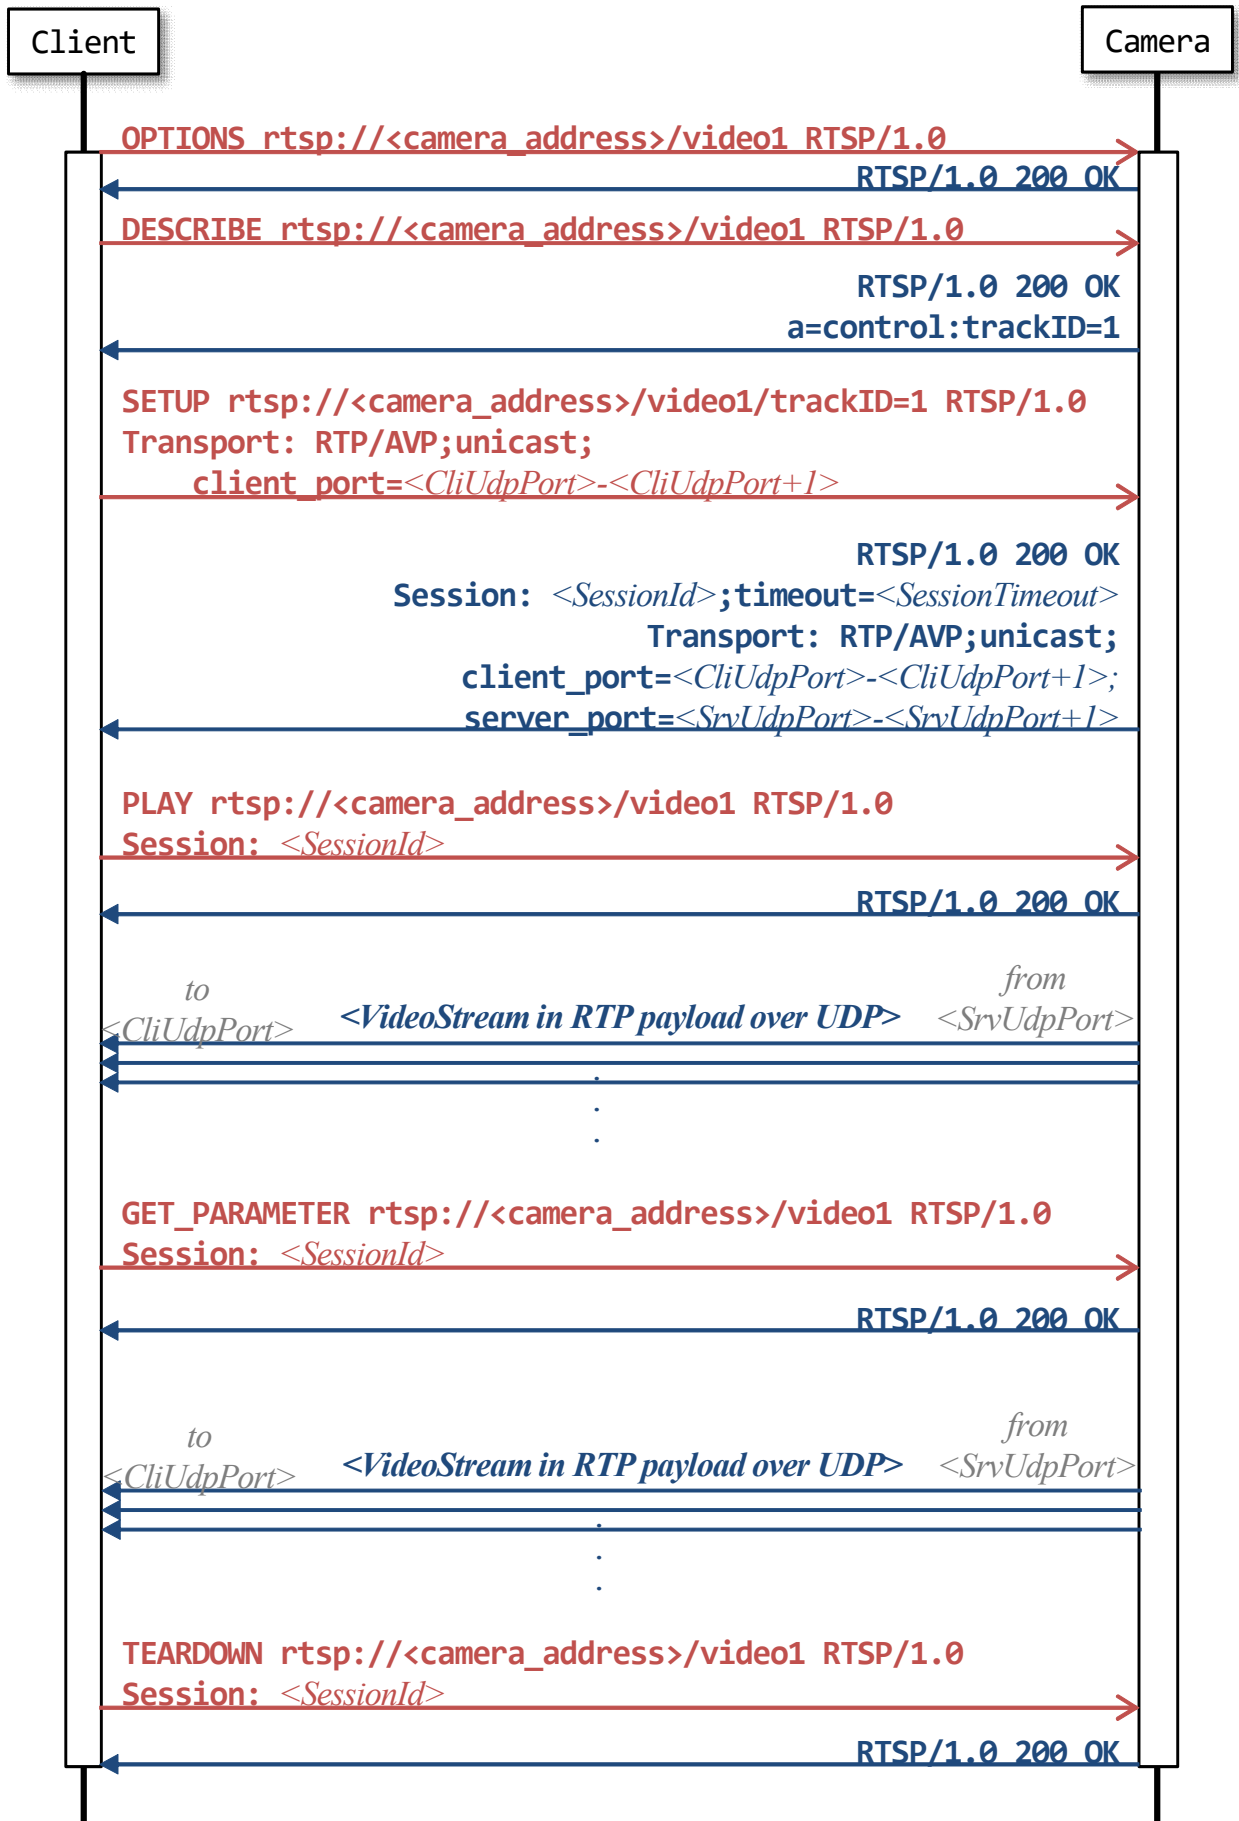 Client
Camera
OPTIONS rtsp://<camera_address>/video1 RTSP/1.0
RTSP/1.0 200 OK
DESCRIBE rtsp://<camera_address>/video1 RTSP/1.0
RTSP/1.0 200 OK
a=control:trackID=1
SETUP rtsp://<camera_address>/video1/trackID=1 RTSP/1.0
Transport: RTP/AVP;unicast;
client_port=<CliUdpPort>-<CliUdpPort+1>
RTSP/1.0 200 OK
Session: <SessionId>;timeout=<SessionTimeout>
Transport: RTP/AVP;unicast;
client_port=<CliUdpPort>-<CliUdpPort+1>;
server_port=<SrvUdpPort>-<SrvUdpPort+1>
PLAY rtsp://<camera_address>/video1 RTSP/1.0
Session: <SessionId>
RTSP/1.0 200 OK
to
<CliUdpPort>
<VideoStream in RTP payload over UDP>
from
<SrvUdpPort>
.
.
.
GET_PARAMETER rtsp://<camera_address>/video1 RTSP/1.0
Session: <SessionId>
RTSP/1.0 200 OK
to
<CliUdpPort>
<VideoStream in RTP payload over UDP>
from
<SrvUdpPort>
.
.
.
TEARDOWN rtsp://<camera_address>/video1 RTSP/1.0
Session: <SessionId>
RTSP/1.0 200 OK